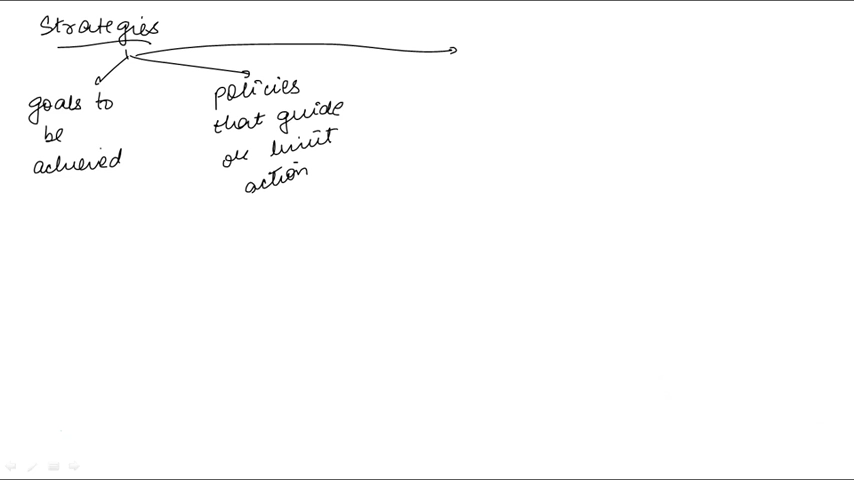 Strategies
goals to
be
achieved
policies
that guide
or limit
action